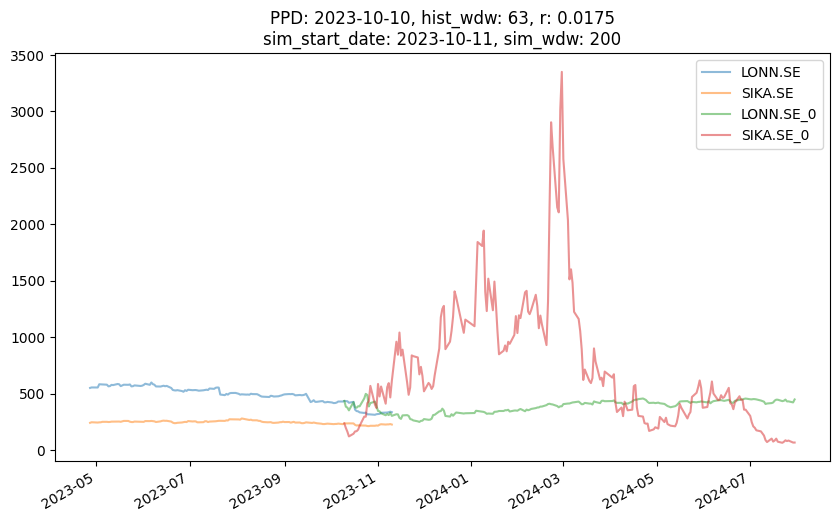 PPD: 2023-10-10, hist_wdw: 63, r: 0.0175
sim_start_date: 2023-10-11, sim_wdw: 200
3500
3000
2500
2000
1500
1000
500
0
LONN.SE
SIKA.SE
LONN.SE_0
SIKA.SE_0
2023-05
2023-07
2023-09
2023-11
2024-01
2024-03
2024-05
2024-07